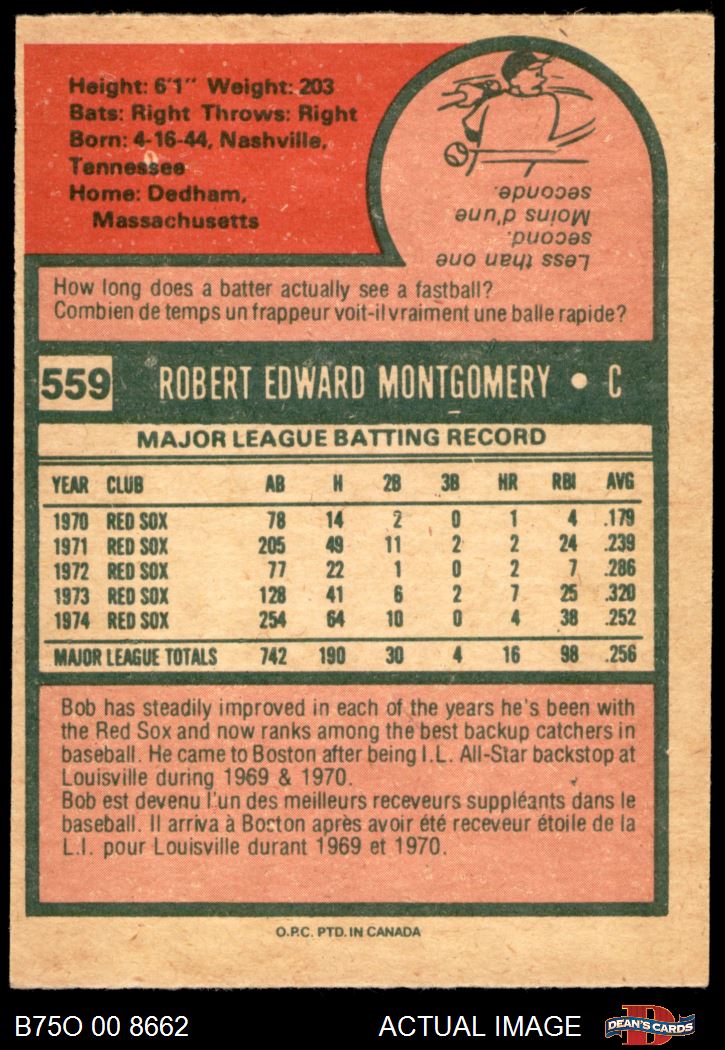 Height: 6'1" Weight: 203
Bats: Right Throws: Right
Born: 4-16-44, Nashville,
Tennessee
Home: Dedham,
Massachusetts
Less than one
second.
Moins d'une
seconde.
How long does a batter actually see a fastball?
Combien de temps un frappeur voit-il vraiment une balle rapide?
559 ROBERT EDWARD MONTGOMERY • C
MAJOR LEAGUE BATTING RECORD
YEAR CLUB AB H 2B 3B HR RBI AVG
1970 RED SOX 78 14 2 0 1 4 .179
1971 RED SOX 205 49 11 2 2 24 .239
1972 RED SOX 77 22 1 0 2 7 .286
1973 RED SOX 128 41 6 2 7 25 .320
1974 RED SOX 254 64 10 0 4 38 .252
MAJOR LEAGUE TOTALS 742 190 30 4 16 98 .256
Bob has steadily improved in each of the years he's been with
the Red Sox and now ranks among the best backup catchers in
baseball. He came to Boston after being I.L. All-Star backstop at
Louisville during 1969 & 1970.
Bob est devenu l'un des meilleurs receveurs suppléants dans le
baseball. Il arriva à Boston après avoir été receveur étoile de la
L.I. pour Louisville durant 1969 et 1970.
O.P.C. PTD. IN CANADA
B75O 00 8662 ACTUAL IMAGE
DEAN'S CARDS